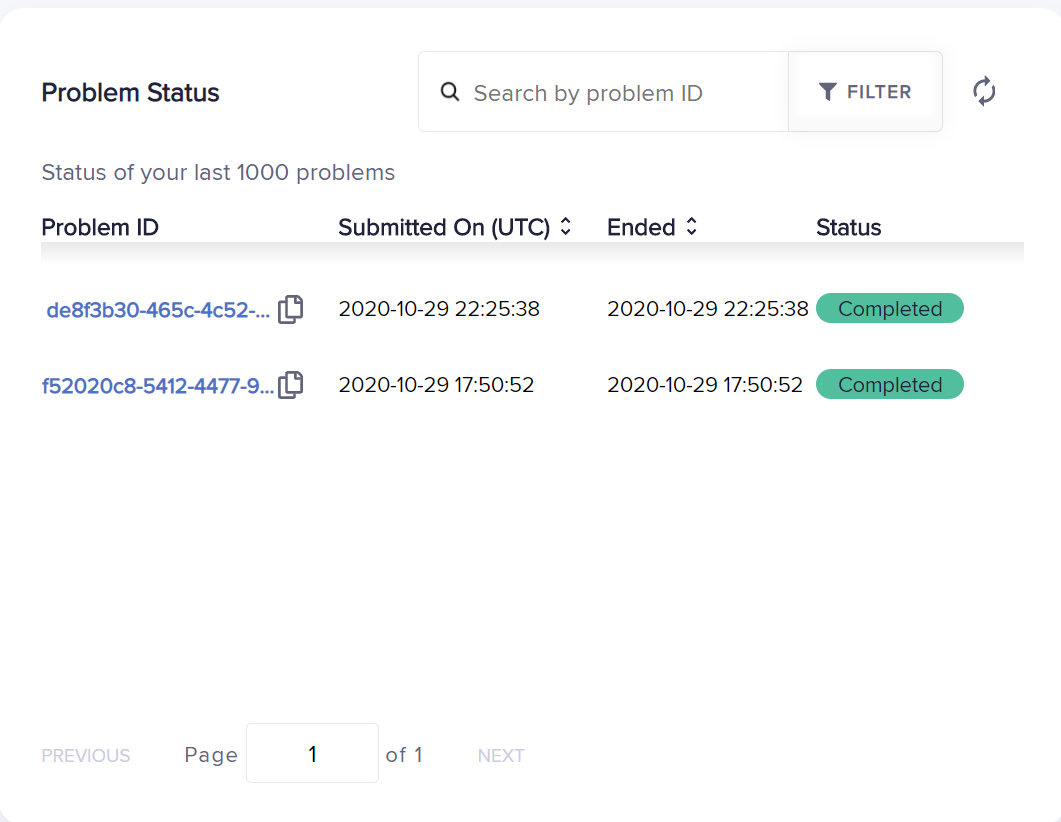 Problem Status
Search by problem ID
FILTER
Status of your last 1000 problems
Problem ID Submitted On (UTC) Ended Status
de8f3b30-465c-4c52-... 2020-10-29 22:25:38 2020-10-29 22:25:38 Completed
f52020c8-5412-4477-9... 2020-10-29 17:50:52 2020-10-29 17:50:52 Completed
PREVIOUS Page 1 of 1 NEXT